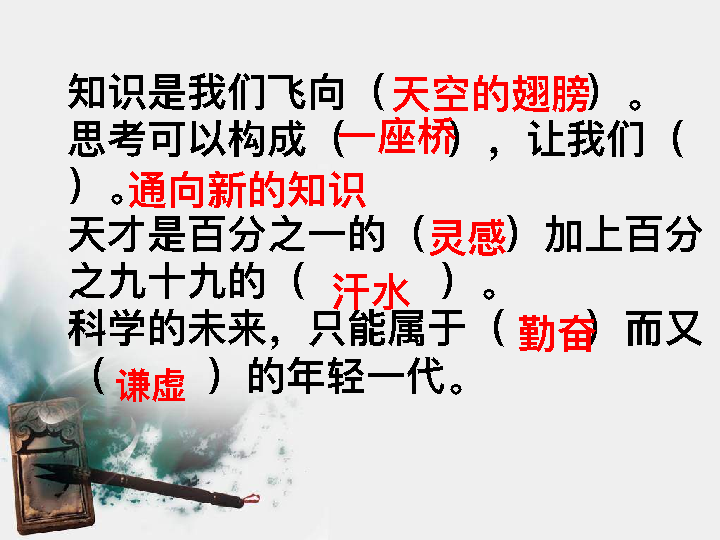 知识是我们飞向（天空的翅膀）。
思考可以构成（一座桥），让我们（
）。通向新的知识
天才是百分之一的（灵感）加上百分
之九十九的（ 汗水 ）。
科学的未来，只能属于（ 勤奋）而又
（ 谦虚 ）的年轻一代。